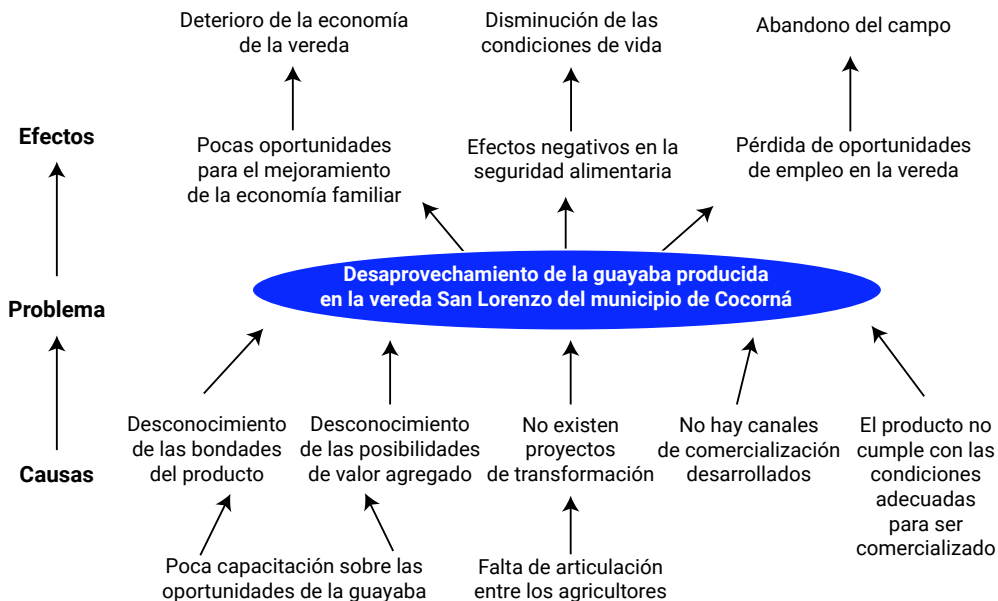 Deterioro de la economía
de la vereda
Disminución de las
condiciones de vida
Abandono del campo
Efectos
Pocas oportunidades
para el mejoramiento
de la economía familiar
Efectos negativos en la
seguridad alimentaria
Pérdida de oportunidades
de empleo en la vereda
Problema
Desaprovechamiento de la guayaba producida
en la vereda San Lorenzo del municipio de Cocorná
Causas
Desconocimiento
de las bondades
del producto
Desconocimiento
de las posibilidades
de valor agregado
No existen
proyectos
de transformación
No hay canales
de comercialización
desarrollados
El producto no
cumple con las
condiciones
adecuadas
para ser
comercializado
Poca capacitación sobre las
oportunidades de la guayaba
Falta de articulación
entre los agricultores